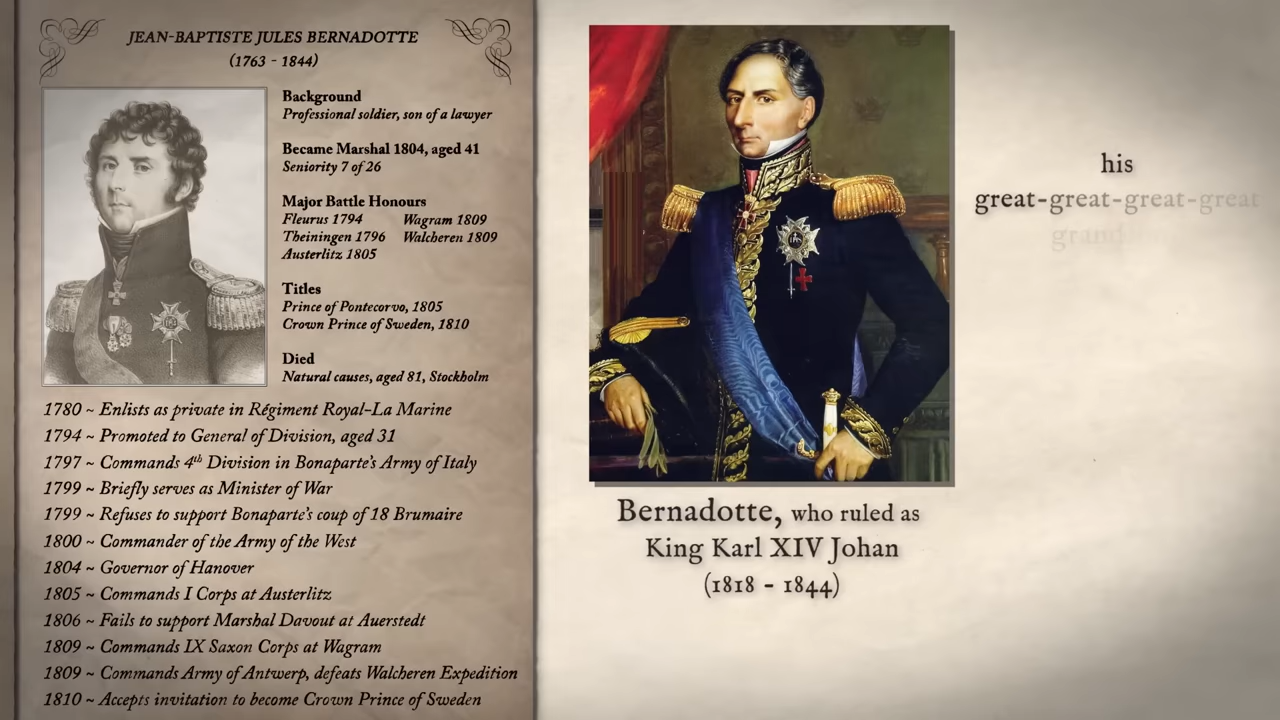 JEAN-BAPTISTE JULES BERNADOTTE
(1763 - 1844)
Background
Professional soldier, son of a lawyer
Became Marshal 1804, aged 41
Seniority 7 of 26
Major Battle Honours
Fleurus 1794 Wagram 1809
Theiningen 1796 Walcheren 1809
Austerlitz 1805
Titles
Prince of Pontecorvo, 1805
Crown Prince of Sweden, 1810
Died
Natural causes, aged 81, Stockholm
1780 ~ Enlists as private in Régiment Royal-La Marine
1794 ~ Promoted to General of Division, aged 31
1797 ~ Commands 4th Division in Bonaparte's Army of Italy
1799 ~ Briefly serves as Minister of War
1799 ~ Refuses to support Bonaparte's coup of 18 Brumaire
1800 ~ Commander of the Army of the West
1804 ~ Governor of Hanover
1805 ~ Commands I Corps at Austerlitz
1806 ~ Fails to support Marshal Davout at Auerstedt
1809 ~ Commands IX Saxon Corps at Wagram
1809 ~ Commands Army of Antwerp, defeats Walcheren Expedition
1810 ~ Accepts invitation to become Crown Prince of Sweden
Bernadotte, who ruled as
King Karl XIV Johan
(1818 - 1844)
his
great-great-great-great